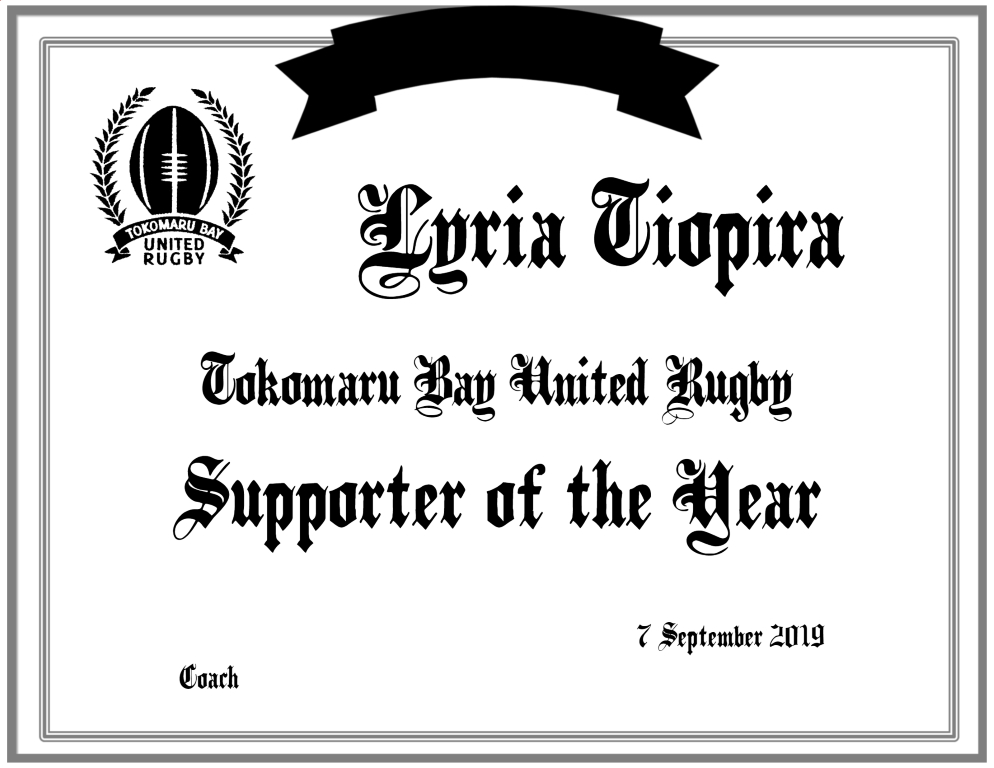 TOKOMARU BAY
UNITED
RUGBY
Lyria Tiopira
Tokomaru Bay United Rugby
Supporter of the Year
7 September 2019
Coach